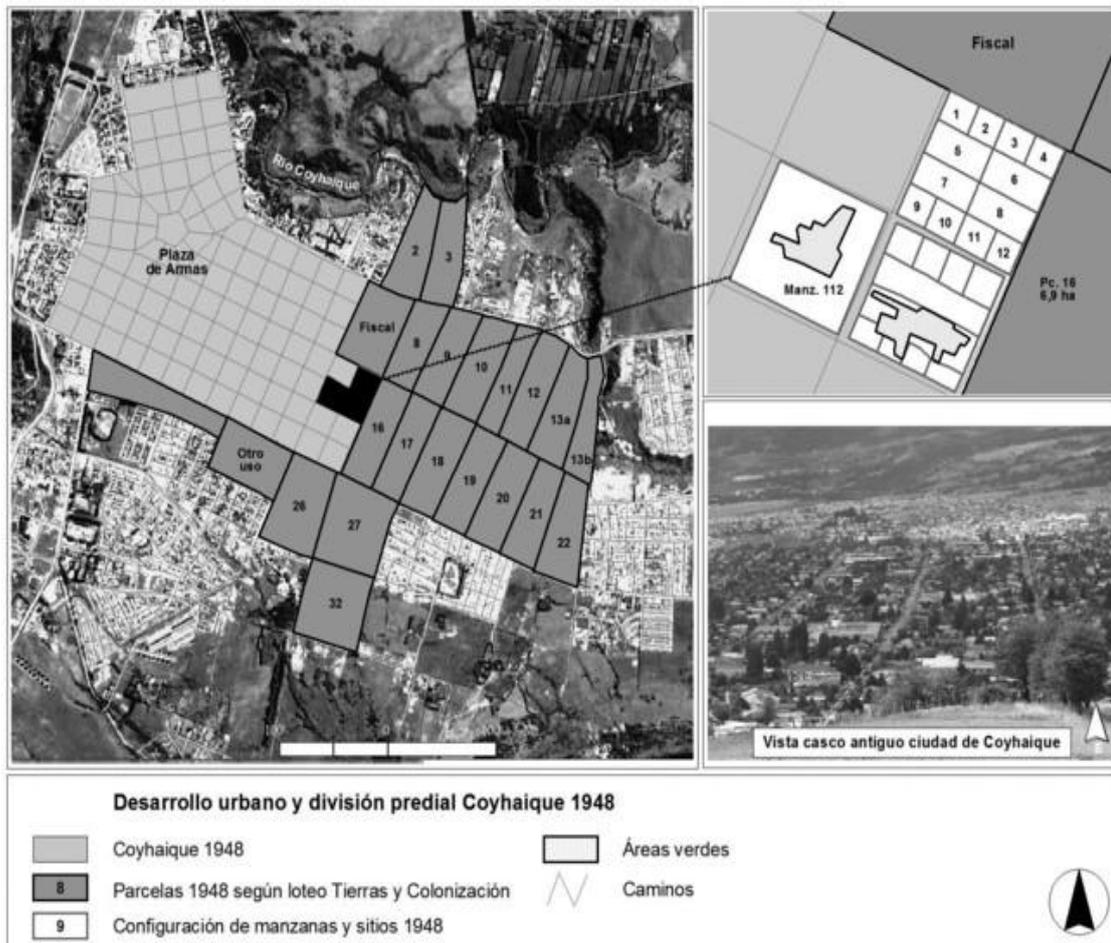 Río Coyhaique
Plaza
de Armas
2
3
Fiscal
8
9
10
11
12
13a
13b
16
17
18
19
20
21
22
Otro
uso
26
27
32
Fiscal
1
2
3
4
5
6
7
8
9
10
11
12
Manz. 112
Pc. 16
6,9 ha
Vista casco antiguo ciudad de Coyhaique
Desarrollo urbano y división predial Coyhaique 1948
Coyhaique 1948
Áreas verdes
8 Parcelas 1948 según loteo Tierras y Colonización
Caminos
9 Configuración de manzanas y sitios 1948